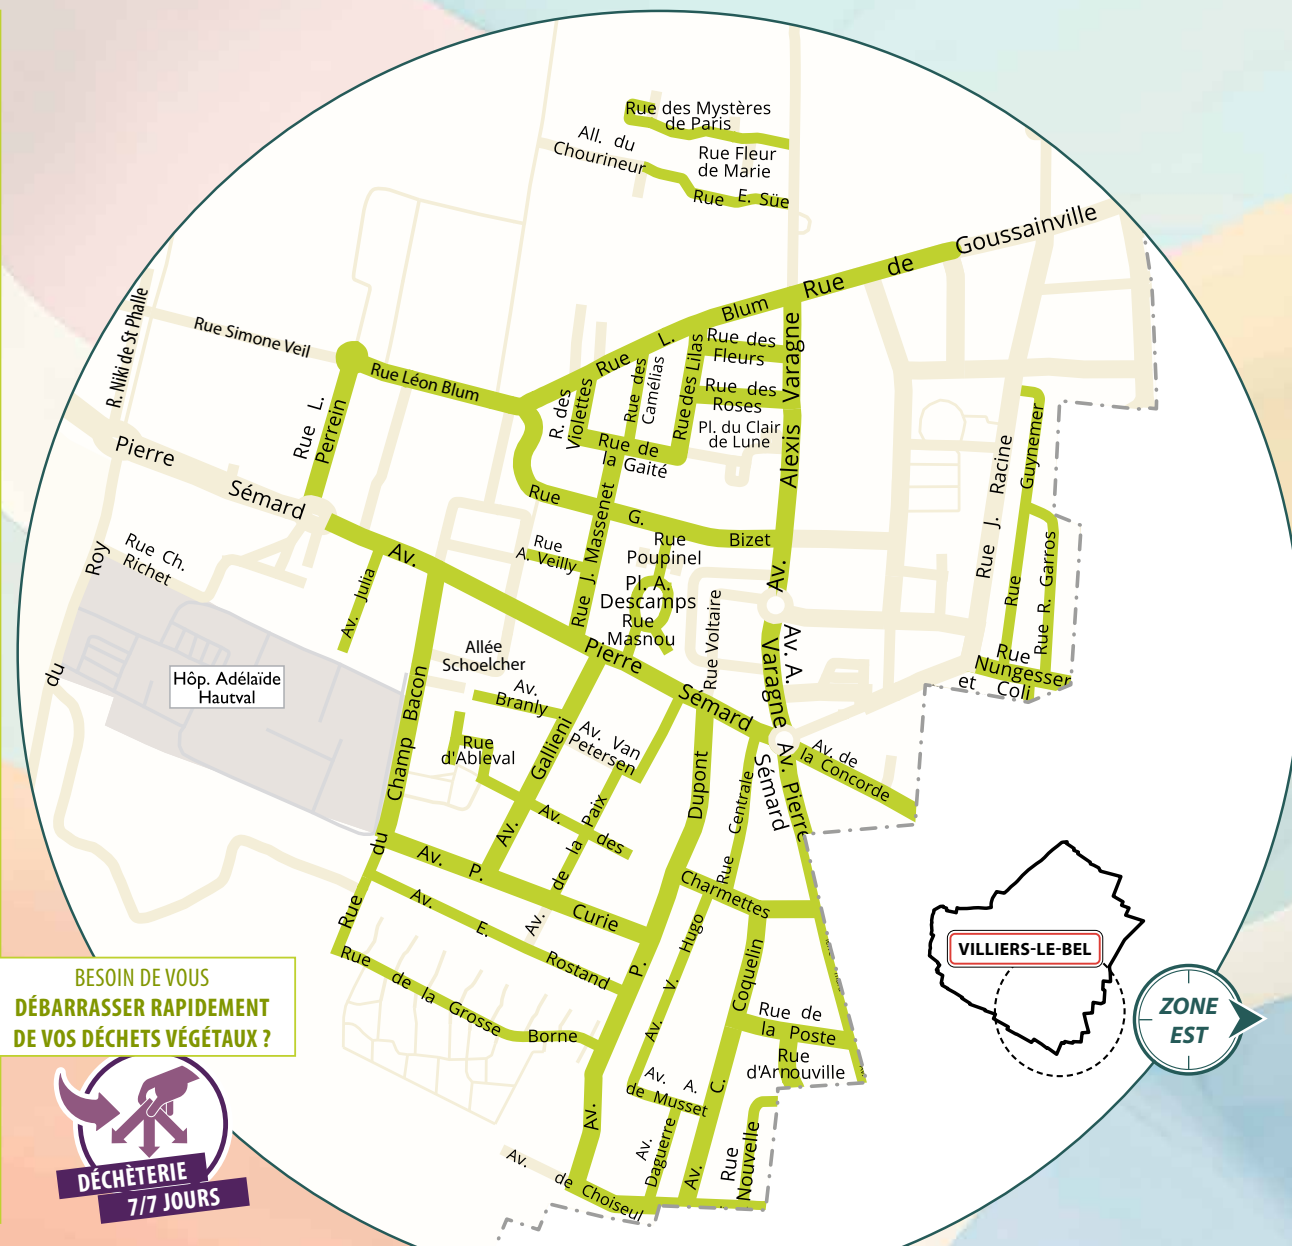 Rue des Mystères
de Paris
All. du
Chourineur
Rue Fleur
de Marie
Rue E. Süe
Rue de Goussainville
R. Niki de St Phalle
Rue Simone Veil
Rue Léon Blum
Rue L. Blum
Rue L.
Perrein
R. des
Violettes
Rue des
Camélias
Rue des Lilas
Rue des
Fleurs
Rue des
Roses
Pl. du Clair
de Lune
Rue de
la Gaité
Av. Alexis Varagne
Rue J. Racine
Rue Guynemer
Rue R. Garros
Rue
Nungesser
et Coli
Pierre Sémard
Rue Ch.
Richet
Roy
du
Hôp. Adélaïde
Hautval
Av. Julia
Rue G. Bizet
Rue
A. Veilly
Rue J. Massenet
Rue
Poupinel
Pl. A.
Descamps
Rue
Masnou
Rue Voltaire
Av. A.
Varagne
Av. Pierre Sémard
Allée
Schoelcher
Av.
Branly
Rue
d'Ableval
Av. Gallieni
Av. Van
Petersen
Rue du Champ Bacon
Av. de la Paix
Av. des Charmettes
Av. P. Dupont
Rue Centrale
Av. Pierre
Sémard
Av. de
la Concorde
Av. P. Curie
Av. E. Rostand
Rue de la Grosse Borne
Av. V. Hugo
Av. C. Coquelin
Rue de
la Poste
Rue
d'Arnouville
Av. A.
de Musset
Av.
Daguerre
Rue
Nouvelle
Av. de Choiseul
VILLIERS-LE-BEL
ZONE
EST
BESOIN DE VOUS
DÉBARRASSER RAPIDEMENT
DE VOS DÉCHETS VÉGÉTAUX ?
DÉCHÈTERIE
7/7 JOURS